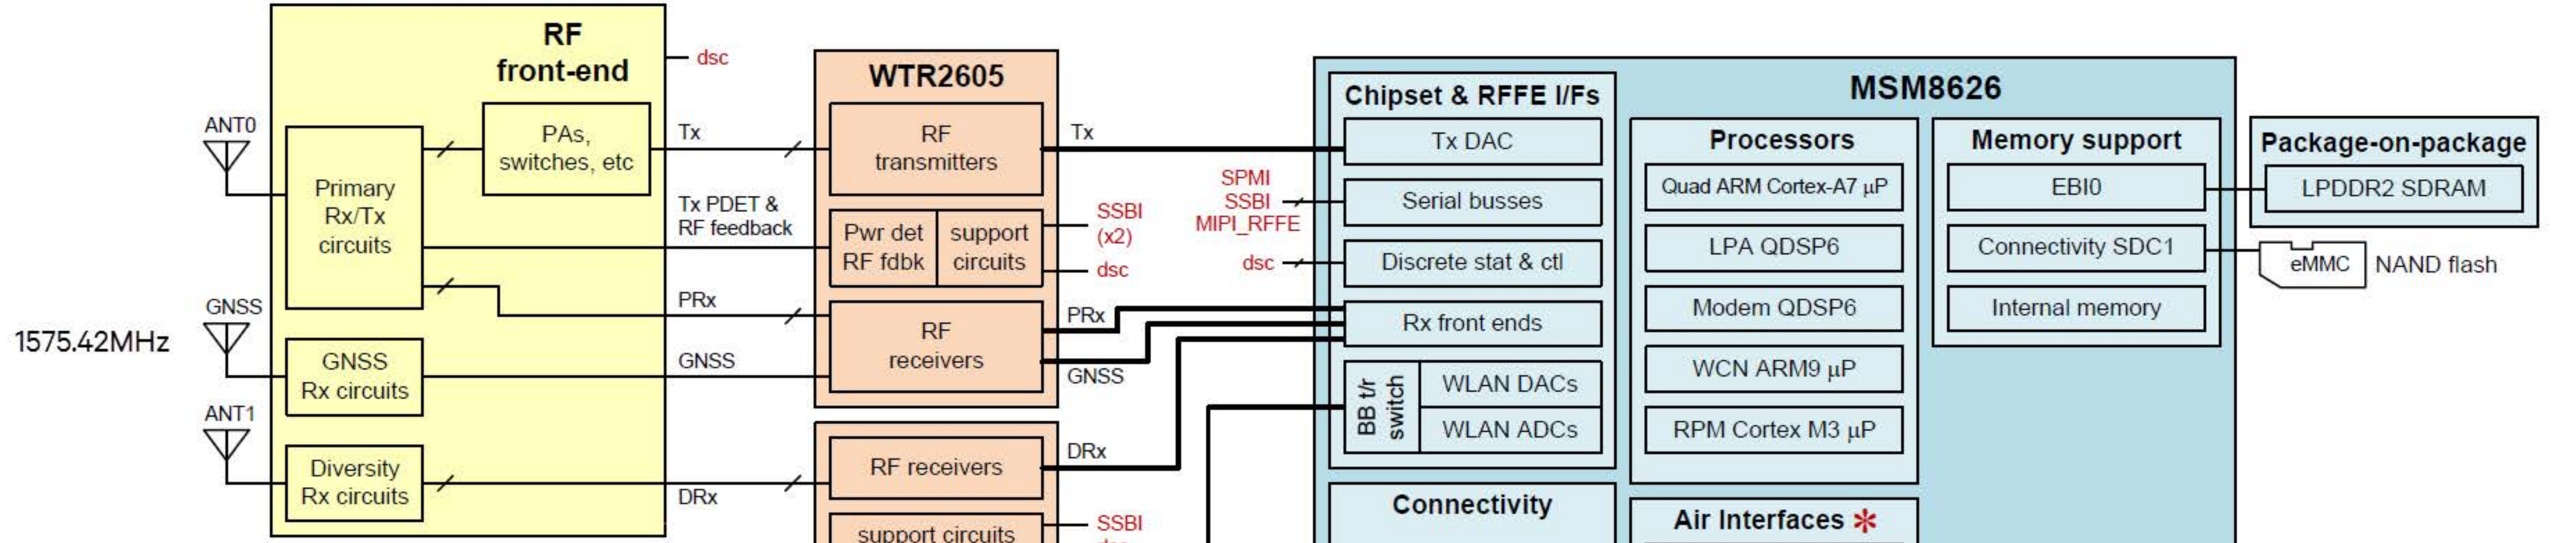 RF
front-end
dsc
ANT0
Primary
Rx/Tx
circuits
PAs,
switches, etc
Tx
Tx PDET &
RF feedback
PRx
GNSS
1575.42MHz
GNSS
Rx circuits
GNSS
ANT1
Diversity
Rx circuits
DRx
WTR2605
RF
transmitters
Tx
Pwr det
RF fdbk
support
circuits
SSBI
(x2)
dsc
RF
receivers
PRx
GNSS
RF receivers
DRx
support circuits
SSBI
dsc
MSM8626
Chipset & RFFE I/Fs
Tx DAC
SPMI
SSBI
MIPI_RFFE
Serial busses
dsc
Discrete stat & ctl
Rx front ends
BB t/r
switch
WLAN DACs
WLAN ADCs
Connectivity
Processors
Quad ARM Cortex-A7 µP
LPA QDSP6
Modem QDSP6
WCN ARM9 µP
RPM Cortex M3 µP
Air Interfaces *
Memory support
EBI0
Connectivity SDC1
Internal memory
Package-on-package
LPDDR2 SDRAM
eMMC
NAND flash